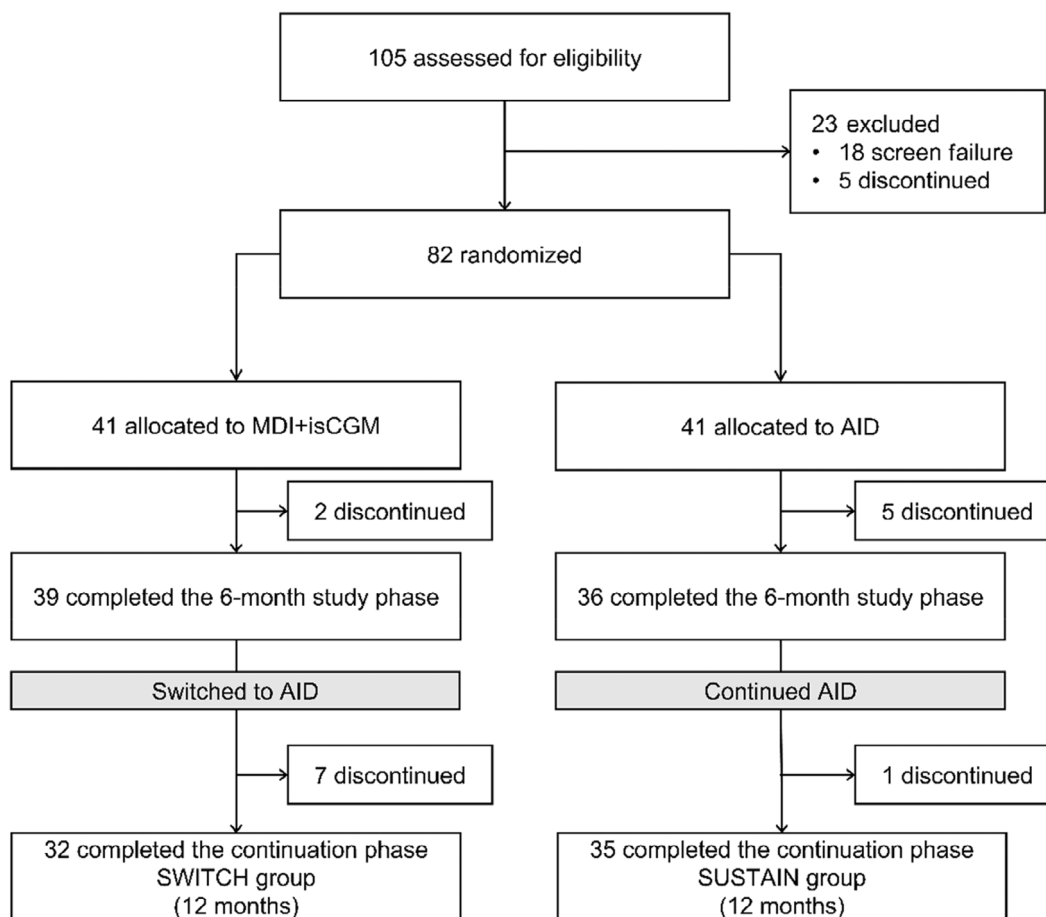 105 assessed for eligibility
23 excluded
• 18 screen failure
• 5 discontinued
82 randomized
41 allocated to MDI+isCGM
41 allocated to AID
2 discontinued
5 discontinued
39 completed the 6-month study phase
36 completed the 6-month study phase
Switched to AID
Continued AID
7 discontinued
1 discontinued
32 completed the continuation phase
SWITCH group
(12 months)
35 completed the continuation phase
SUSTAIN group
(12 months)